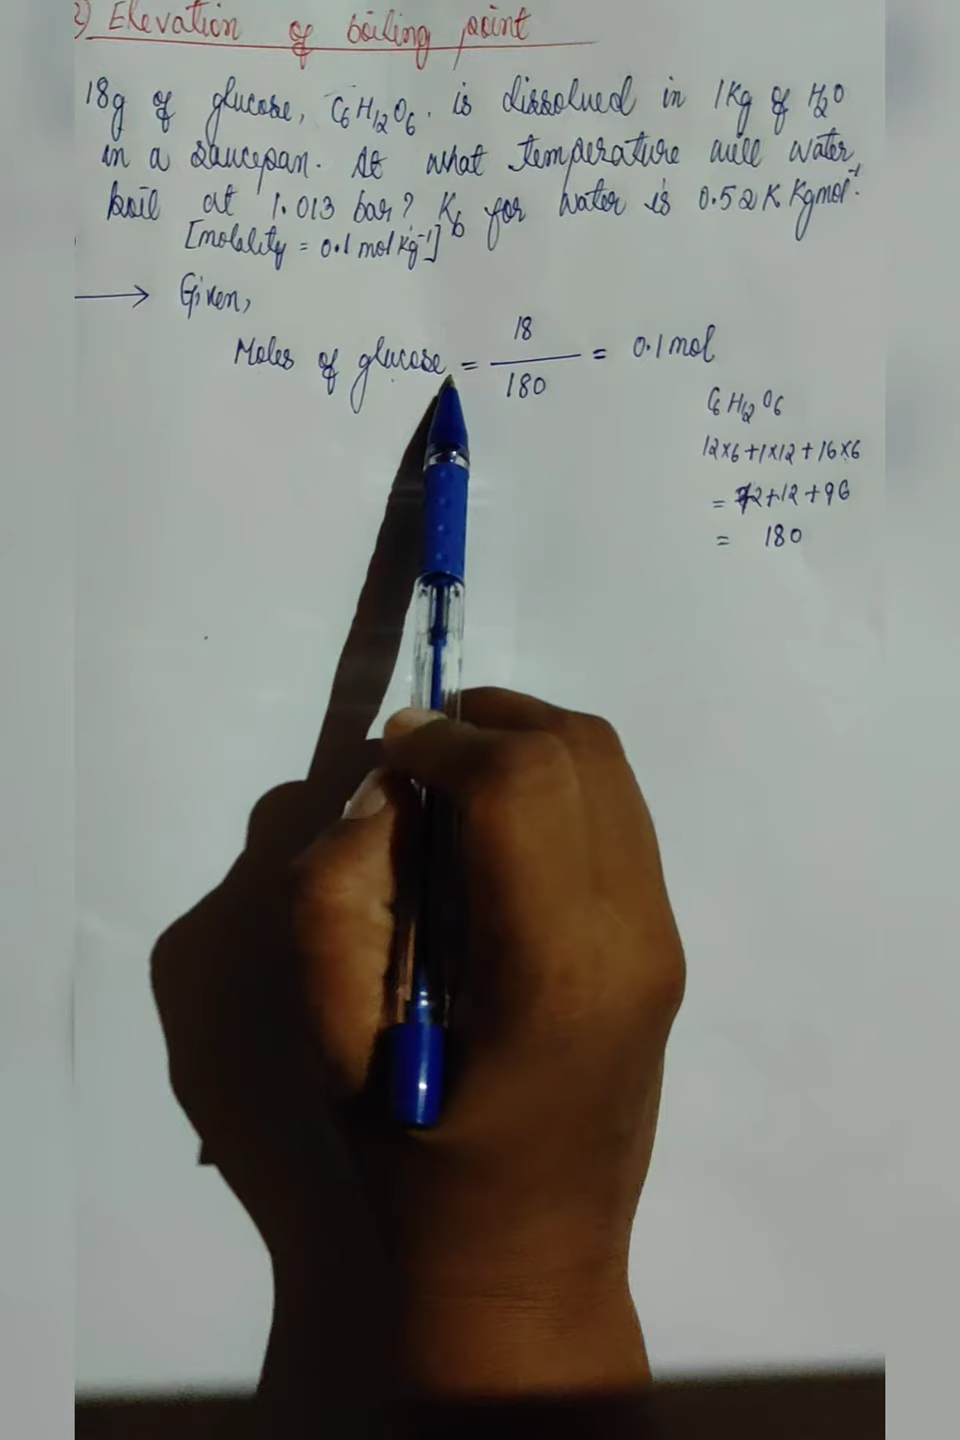 2) Elevation of boiling point
18g of glucose, C6H12O6. is dissolved in 1Kg of H2O
in a saucepan. At what temperature will water
boil at 1.013 bar? Kb for water is 0.52 K Kg mol-1.
[molality = 0.1 mol kg-1]
→ Given,
Moles of glucose = 18/180 = 0.1 mol
C6H12O6
12×6+1×12+16×6
= 72+12+96
= 180